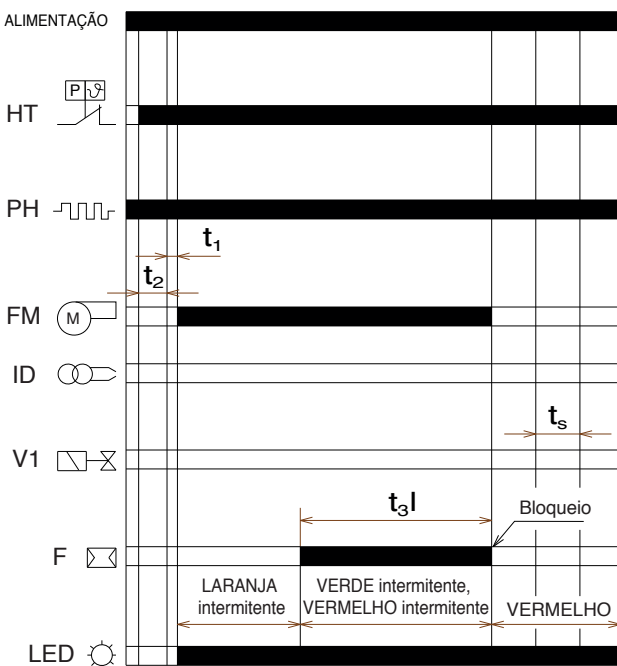 ALIMENTAÇÃO
P ϑ
HT
PH
t1
t2
FM
M
ID
ts
V1
t3l
Bloqueio
F
LARANJA
intermitente
VERDE intermitente,
VERMELHO intermitente
VERMELHO
LED